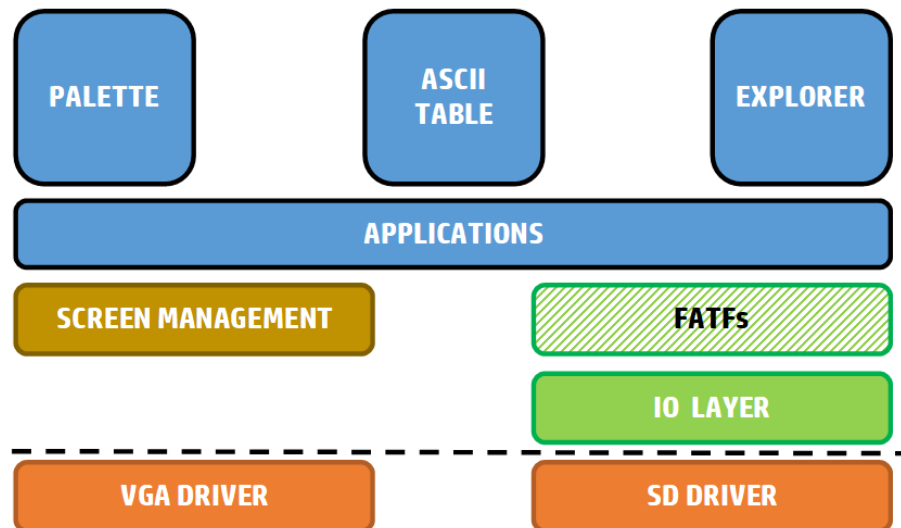 PALETTE
ASCII
TABLE
EXPLORER
APPLICATIONS
SCREEN MANAGEMENT
FATFs
IO LAYER
VGA DRIVER
SD DRIVER